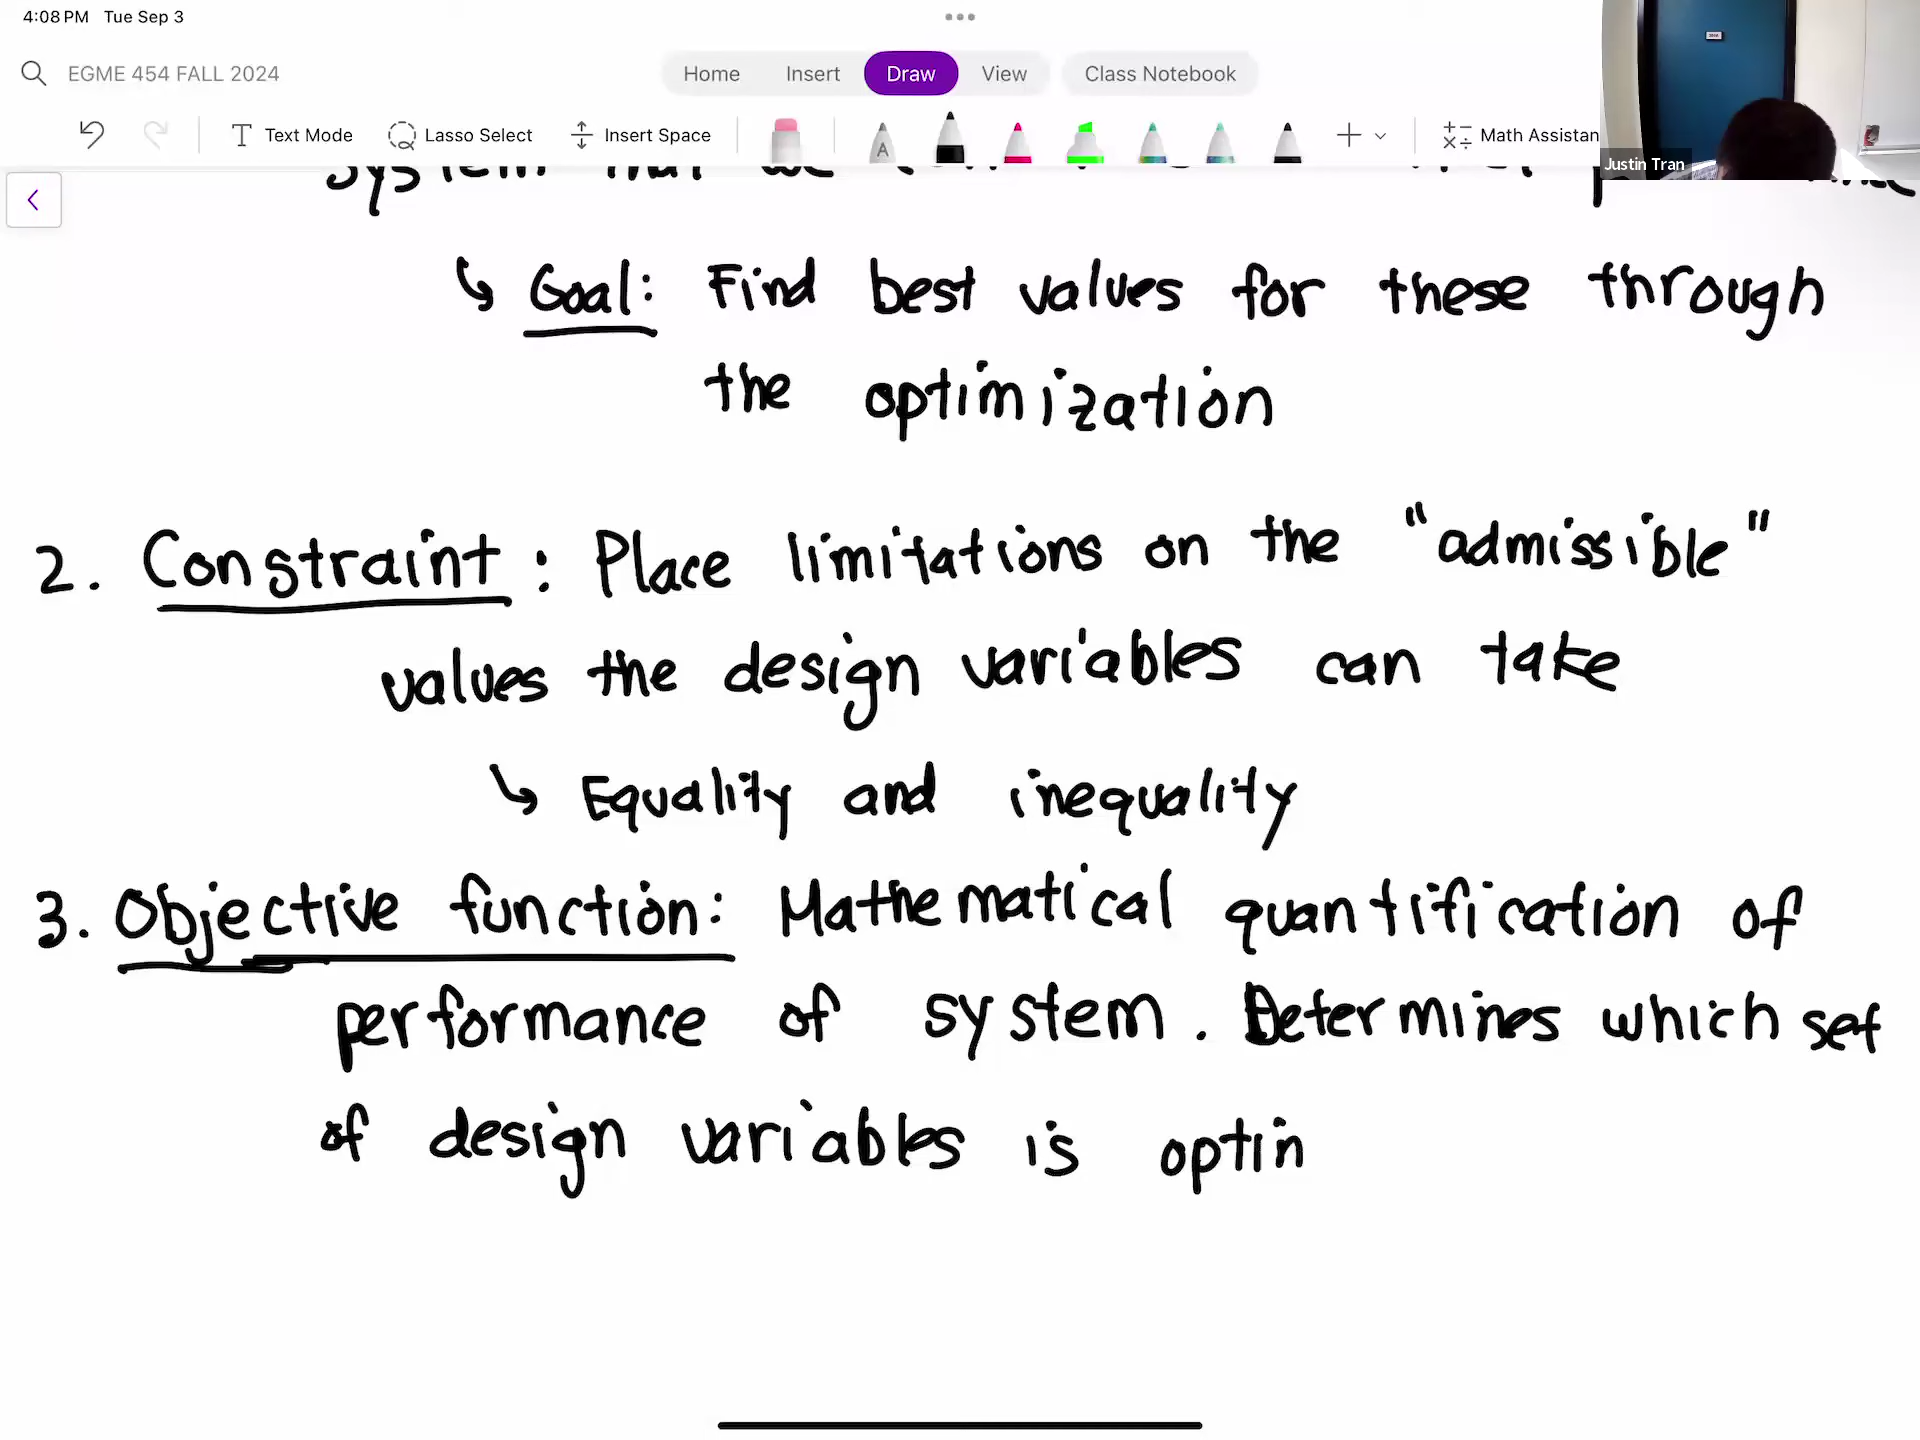 4:08 PM Tue Sep 3
EGME 454 FALL 2024
Home Insert Draw View Class Notebook
Text Mode Lasso Select Insert Space A Math Assistan
Justin Tran
system that we
↳ Goal: Find best values for these through
the optimization
2. Constraint: Place limitations on the "admissible"
values the design variables can take
↳ Equality and inequality
3. Objective function: Mathematical quantification of
performance of system. Determines which set
of design variables is optin